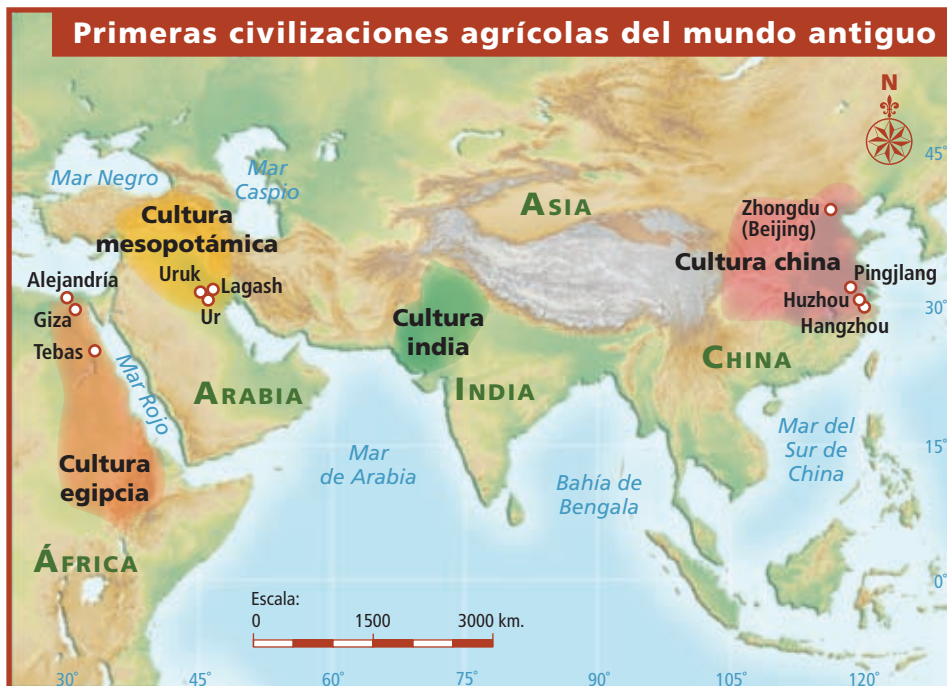 Primeras civilizaciones agrícolas del mundo antiguo
N
45°
Mar Negro
Mar
Caspio
ASIA
Cultura
mesopotámica
Zhongdu
(Beijing)
Cultura china
Alejandría
Uruk
Lagash
Pingjlang
Giza
Ur
Huzhou
30°
Hangzhou
Cultura
india
Tebas
CHINA
Mar Rojo
ARABIA
INDIA
Mar
de Arabia
Mar del
Sur de
China
15°
Cultura
egipcia
Bahía de
Bengala
ÁFRICA
0°
Escala:
0 1500 3000 km.
30° 45° 60° 75° 90° 105° 120°